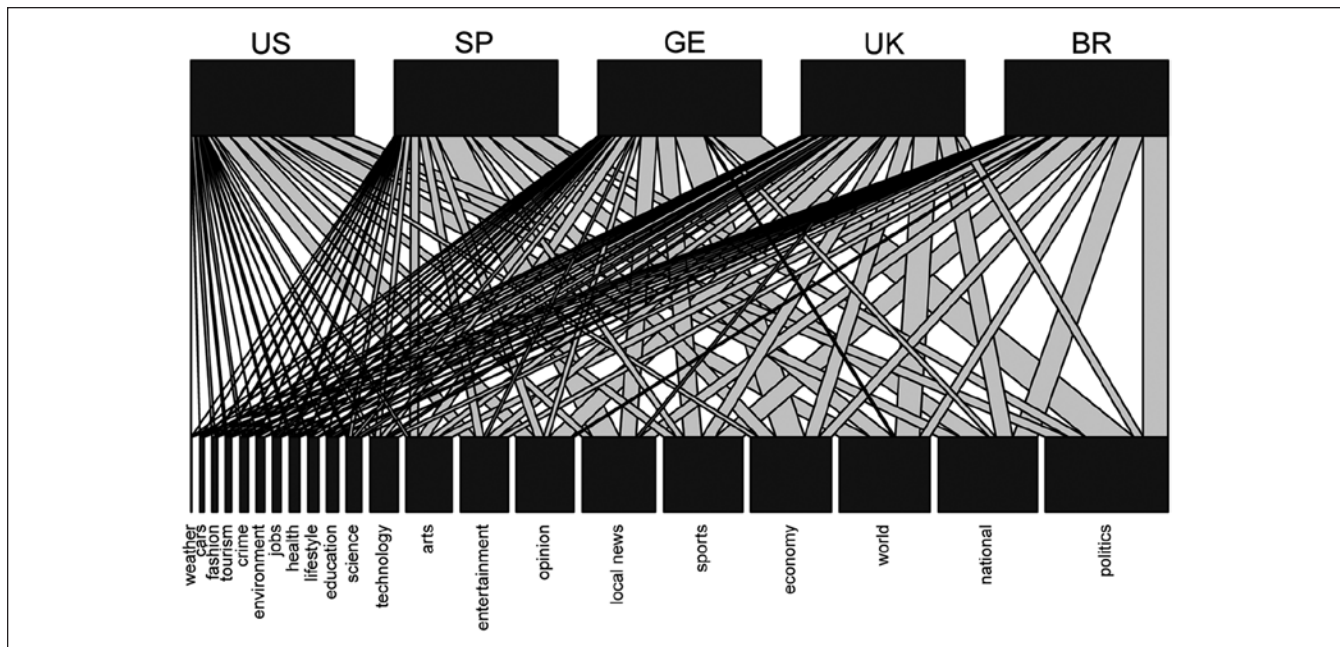 US SP GE UK BR
weather
cars
fashion
tourism
crime
environment
jobs
health
lifestyle
education
science
technology
arts
entertainment
opinion
local news
sports
economy
world
national
politics